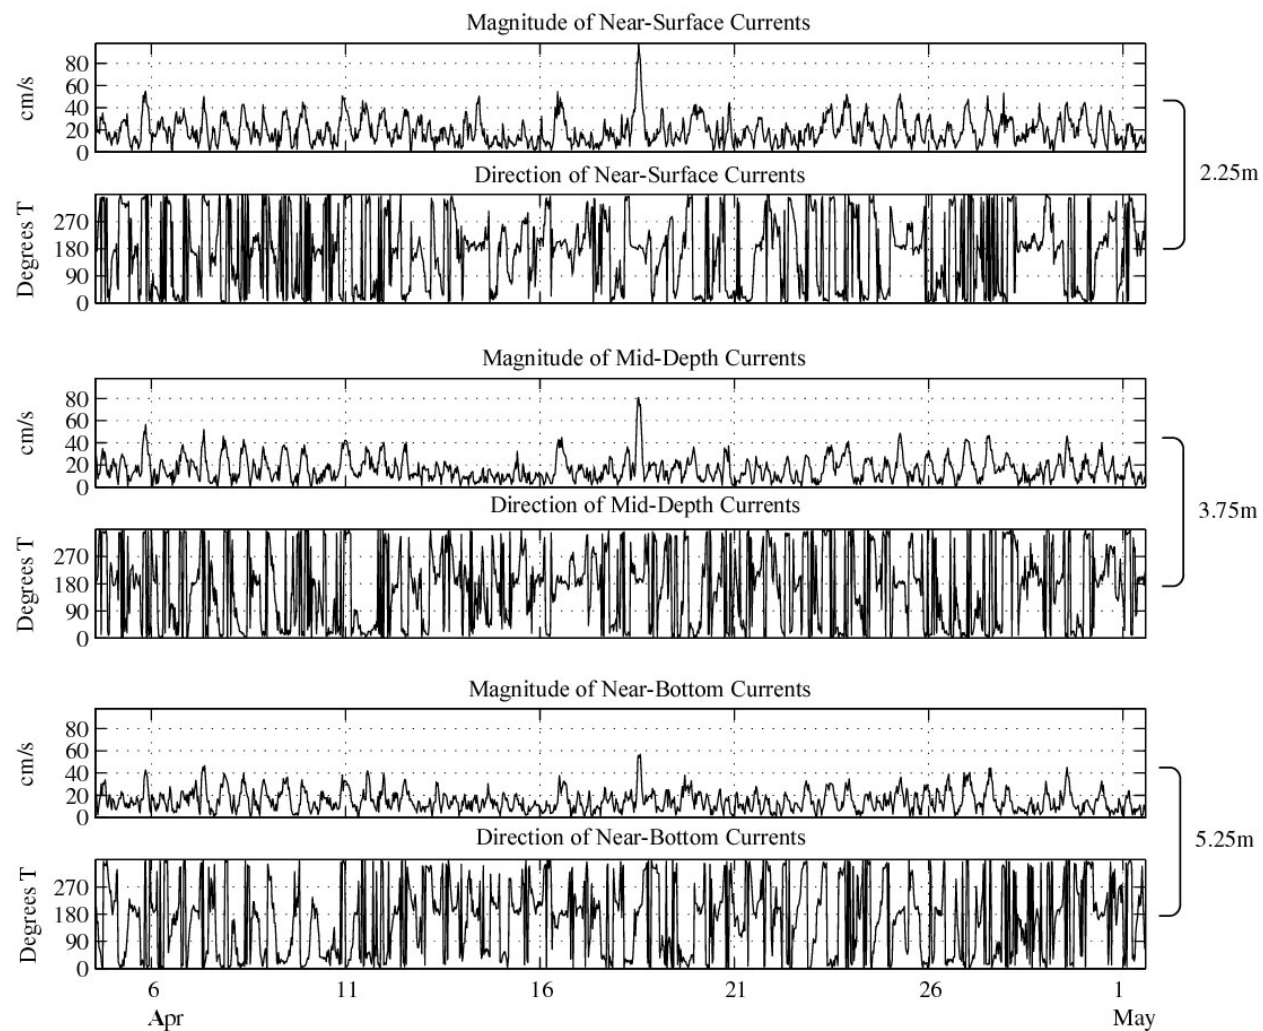 Magnitude of Near-Surface Currents
cm/s
80
60
40
20
0
2.25m
Direction of Near-Surface Currents
Degrees T
270
180
90
0
Magnitude of Mid-Depth Currents
cm/s
80
60
40
20
0
3.75m
Direction of Mid-Depth Currents
Degrees T
270
180
90
0
Magnitude of Near-Bottom Currents
cm/s
80
60
40
20
0
5.25m
Direction of Near-Bottom Currents
Degrees T
270
180
90
0
6 11 16 21 26 1
Apr May